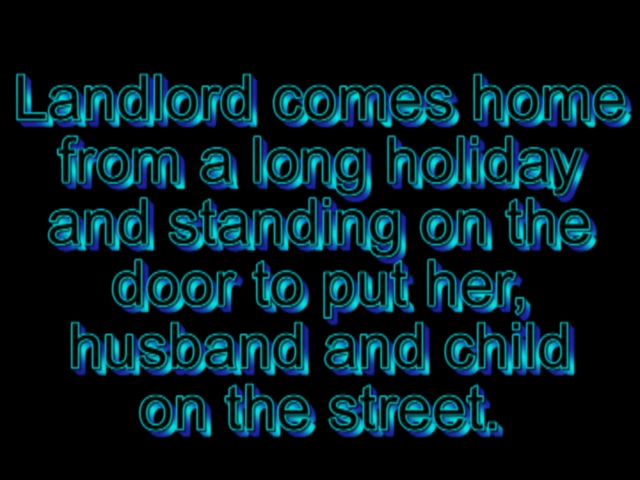 Landlord comes home
from a long holiday
and standing on the
door to put her,
husband and child
on the street.